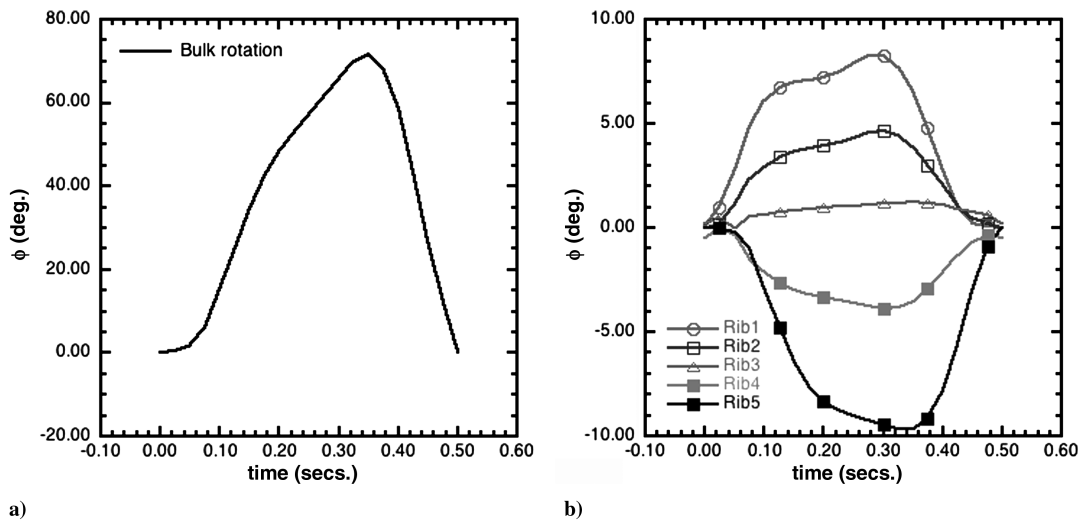 80.00
60.00
40.00
20.00
0.00
-20.00
-0.10 0.00 0.10 0.20 0.30 0.40 0.50 0.60
ϕ (deg.)
time (secs.)
Bulk rotation
a)
10.00
5.00
0.00
-5.00
-10.00
-0.10 0.00 0.10 0.20 0.30 0.40 0.50 0.60
ϕ (deg.)
time (secs.)
Rib1
Rib2
Rib3
Rib4
Rib5
b)